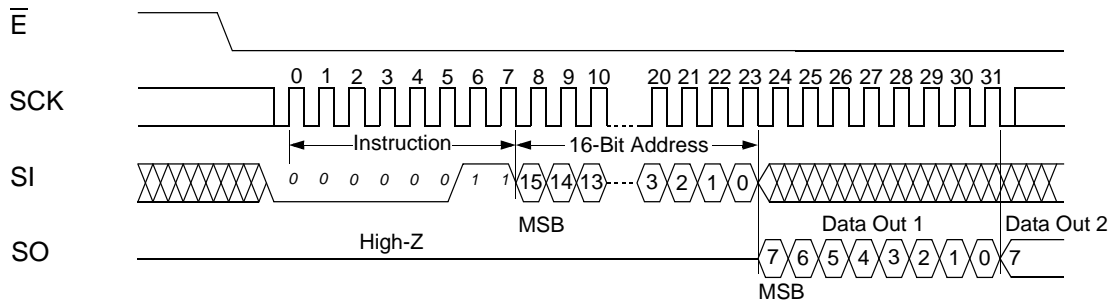 E
0 1 2 3 4 5 6 7 8 9 10 20 21 22 23 24 25 26 27 28 29 30 31
SCK
Instruction 16-Bit Address
SI 0 0 0 0 0 0 1 1 15 14 13 3 2 1 0
MSB Data Out 1 Data Out 2
High-Z
SO 7 6 5 4 3 2 1 0 7
MSB